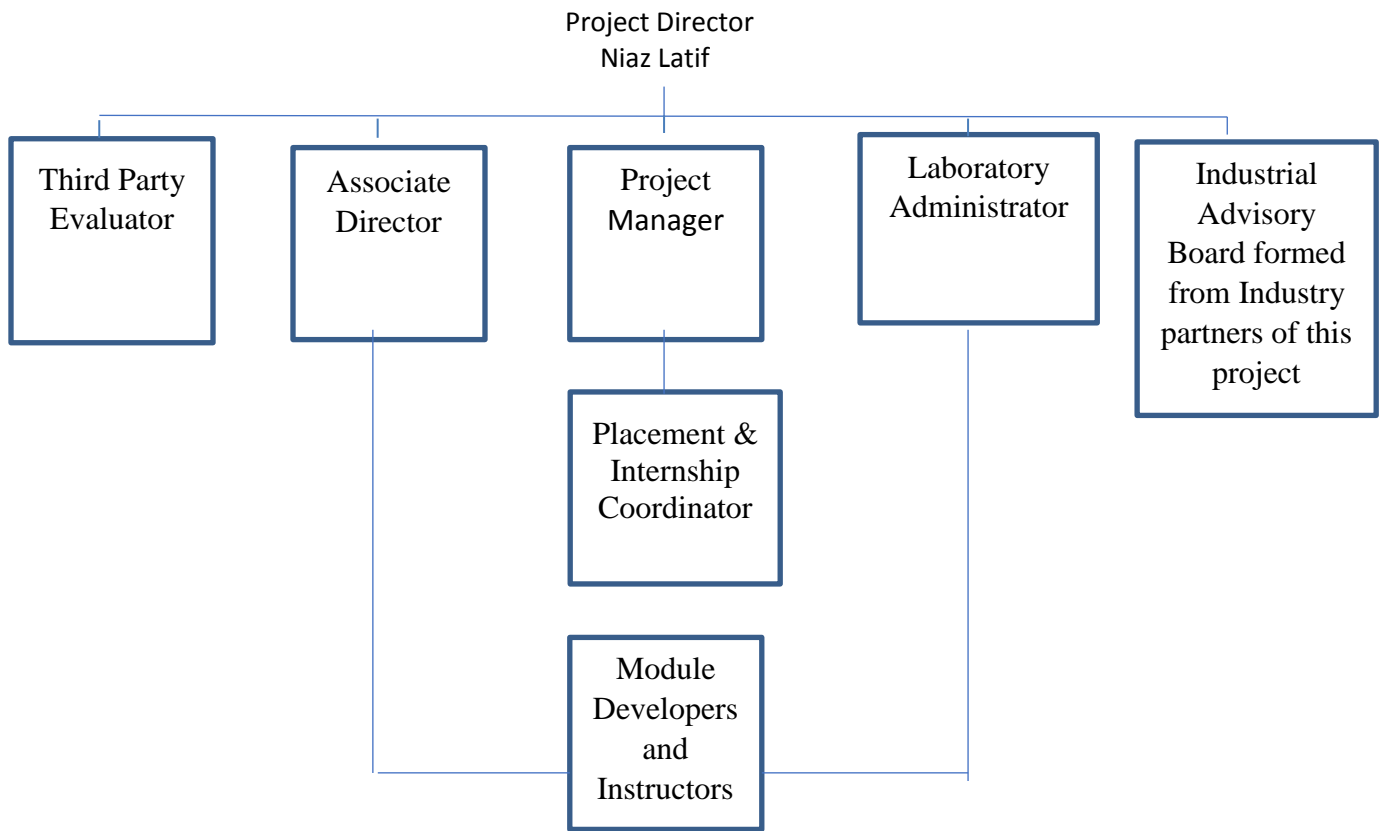 Project Director
Niaz Latif
Third Party
Evaluator
Associate
Director
Project
Manager
Laboratory
Administrator
Industrial
Advisory
Board formed
from Industry
partners of this
project
Placement &
Internship
Coordinator
Module
Developers
and
Instructors